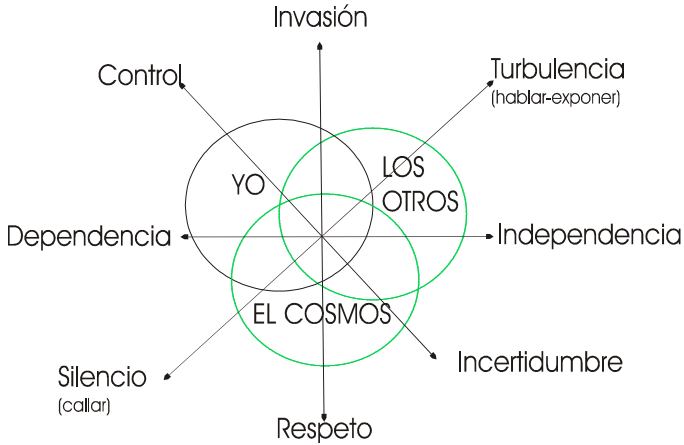 Invasión
Control
Turbulencia
(hablar-exponer)
YO
LOS
OTROS
Dependencia
Independencia
EL COSMOS
Silencio
(callar)
Incertidumbre
Respeto